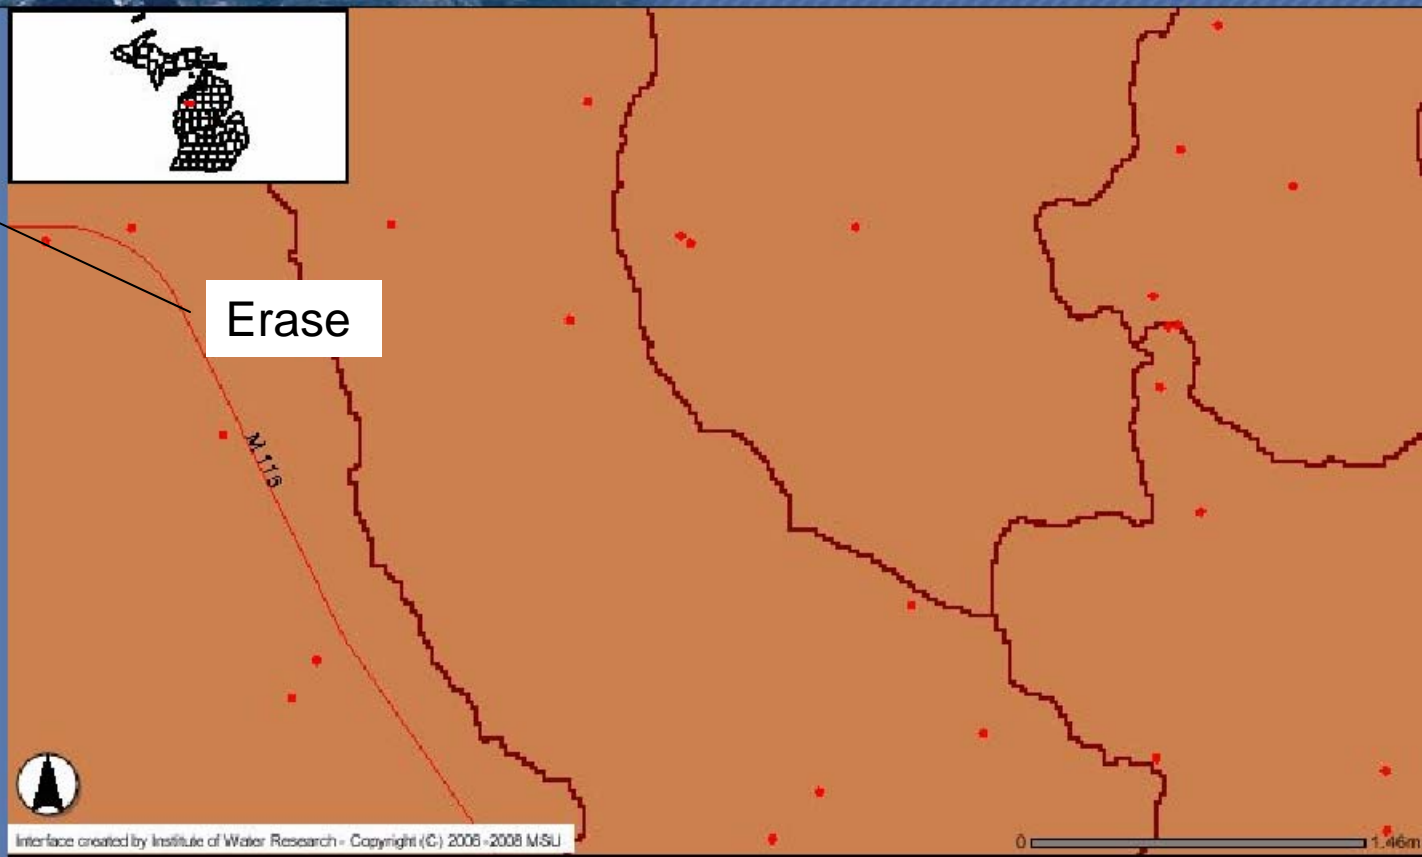 Erase
M 115
Interface created by Institute of Water Research - Copyright (C) 2006 - 2008 MSU
0
1.46m